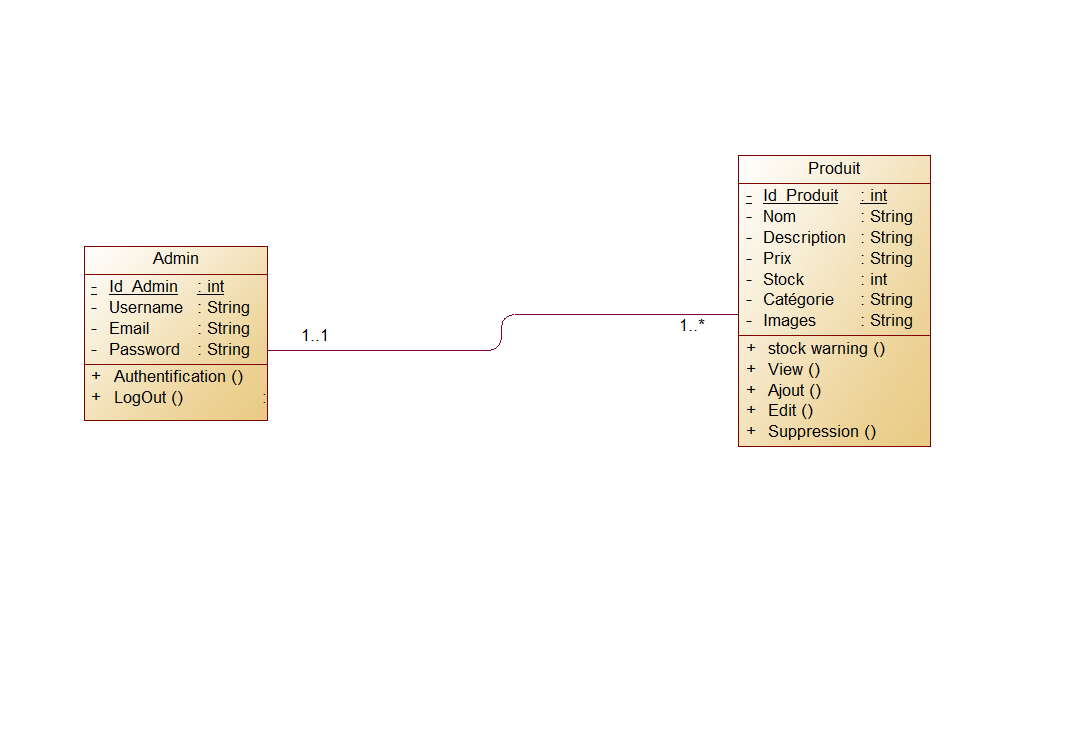 Admin
- Id_Admin : int
- Username : String
- Email : String
- Password : String
+ Authentification ()
+ LogOut () :
1..1
1..*
Produit
- Id_Produit : int
- Nom : String
- Description : String
- Prix : String
- Stock : int
- Catégorie : String
- Images : String
+ stock warning ()
+ View ()
+ Ajout ()
+ Edit ()
+ Suppression ()